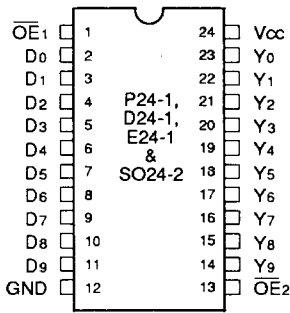 OE1 1 24 Vcc
D0 2 23 Y0
D1 3 22 Y1
D2 4 21 Y2
D3 5 20 Y3
D4 6 19 Y4
D5 7 18 Y5
D6 8 17 Y6
D7 9 16 Y7
D8 10 15 Y8
D9 11 14 Y9
GND 12 13 OE2
P24-1,
D24-1,
E24-1
&
SO24-2